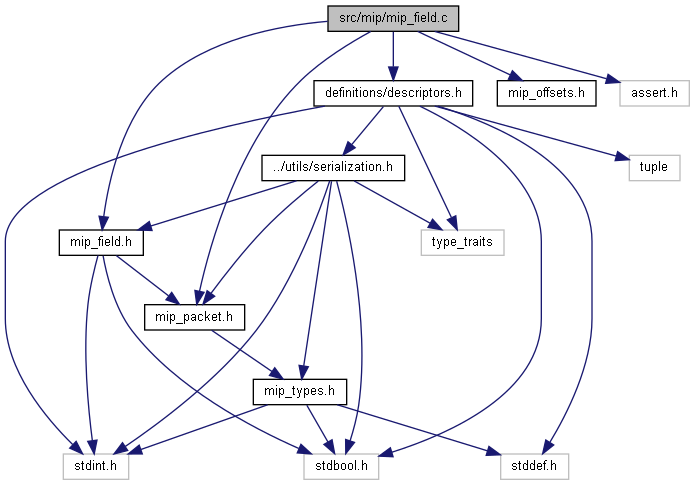 src/mip/mip_field.c
definitions/descriptors.h
mip_offsets.h
assert.h
../utils/serialization.h
tuple
mip_field.h
type_traits
mip_packet.h
mip_types.h
stdint.h
stdbool.h
stddef.h